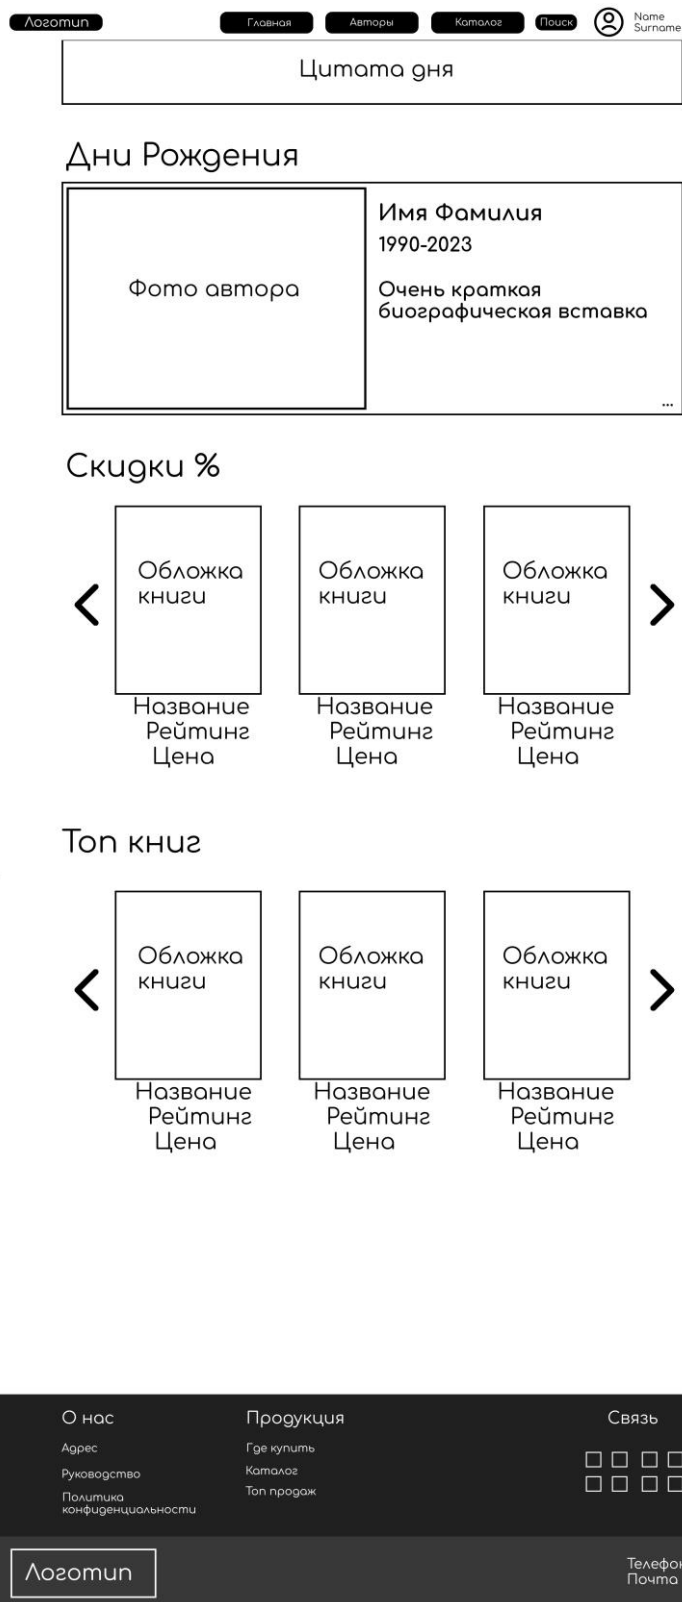 Логотип
Главная
Авторы
Каталог
Поиск
Name
Surname
Цитата дня
Дни Рождения
Фото автора
Имя Фамилия
1990-2023
Очень краткая
биографическая вставка
...
Скидки %
Обложка
книги
Обложка
книги
Обложка
книги
Название
Рейтинг
Цена
Название
Рейтинг
Цена
Название
Рейтинг
Цена
Топ книг
Обложка
книги
Обложка
книги
Обложка
книги
Название
Рейтинг
Цена
Название
Рейтинг
Цена
Название
Рейтинг
Цена
О нас
Адрес
Руководство
Политика
конфиденциальности
Продукция
Где купить
Каталог
Топ продаж
Связь
Логотип
Телефон
Почта